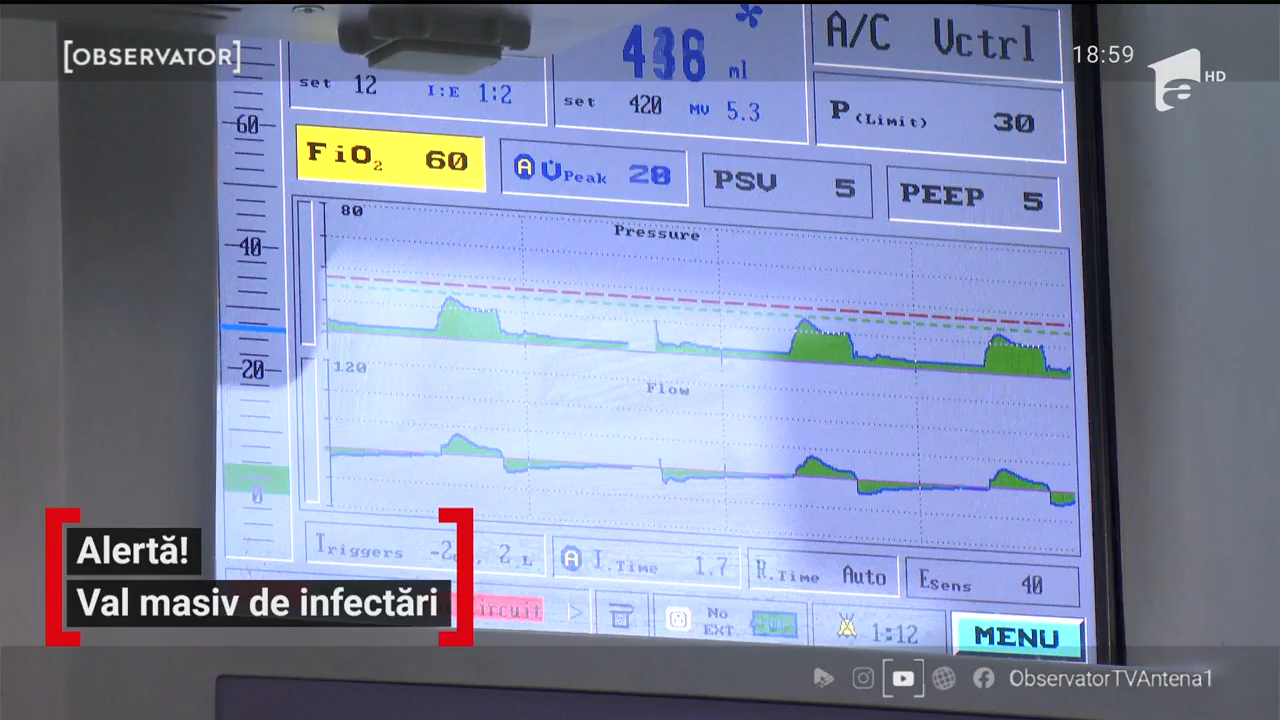 [OBSERVATOR]
18:59
HD
438 ml
A/C Vctrl
set 12 I:E 1:2
set 420 MV 5.3
P (Limit) 30
60
FiO2 60
A V̇Peak 28
PSV 5
PEEP 5
80
Pressure
40
20
120
Flow
0
Triggers -2 , 2 L
A I.Time 1.7
R.Time Auto
Esens 40
No
EXT
1:12
MENU
Alertă!
Val masiv de infectări
ObservatorTVAntena1